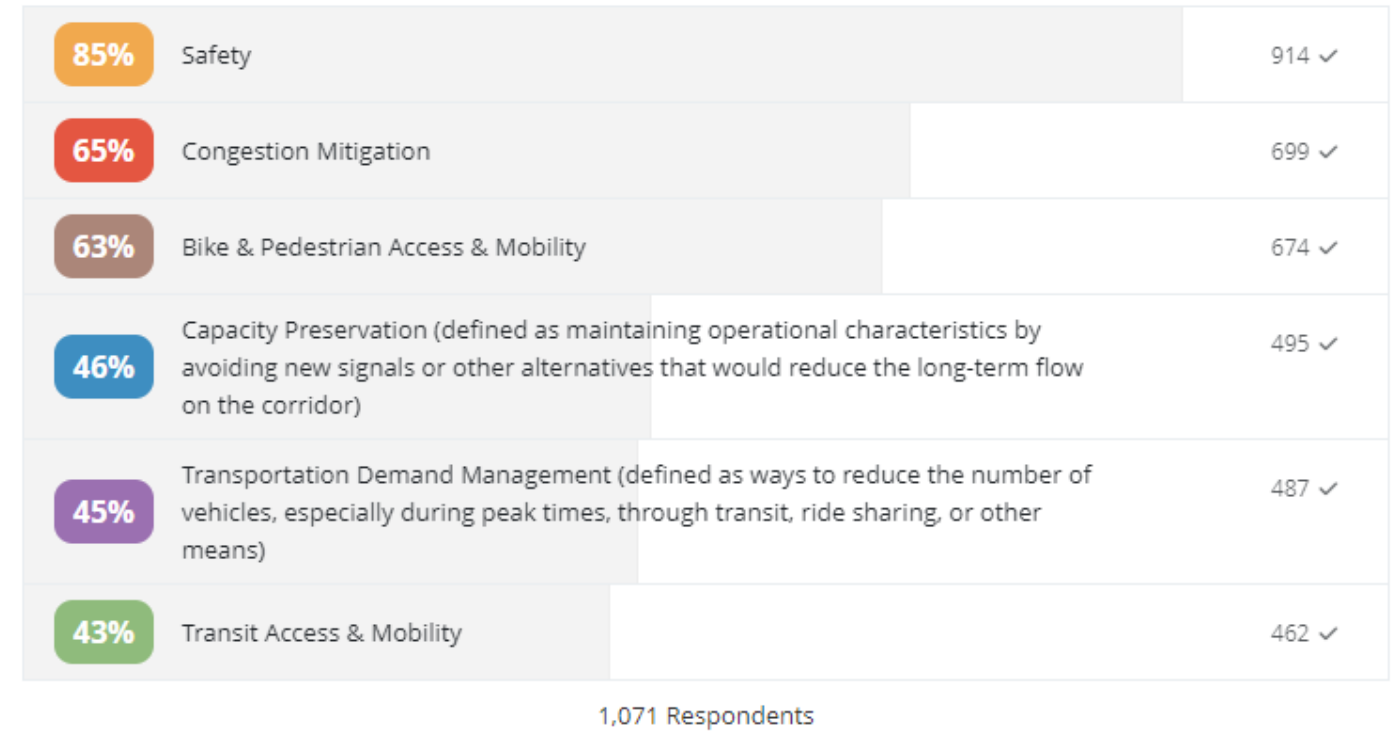 85% Safety 914 ✓
65% Congestion Mitigation 699 ✓
63% Bike & Pedestrian Access & Mobility 674 ✓
Capacity Preservation (defined as maintaining operational characteristics by
46% avoiding new signals or other alternatives that would reduce the long-term flow 495 ✓
on the corridor)
Transportation Demand Management (defined as ways to reduce the number of
45% vehicles, especially during peak times, through transit, ride sharing, or other 487 ✓
means)
43% Transit Access & Mobility 462 ✓
1,071 Respondents